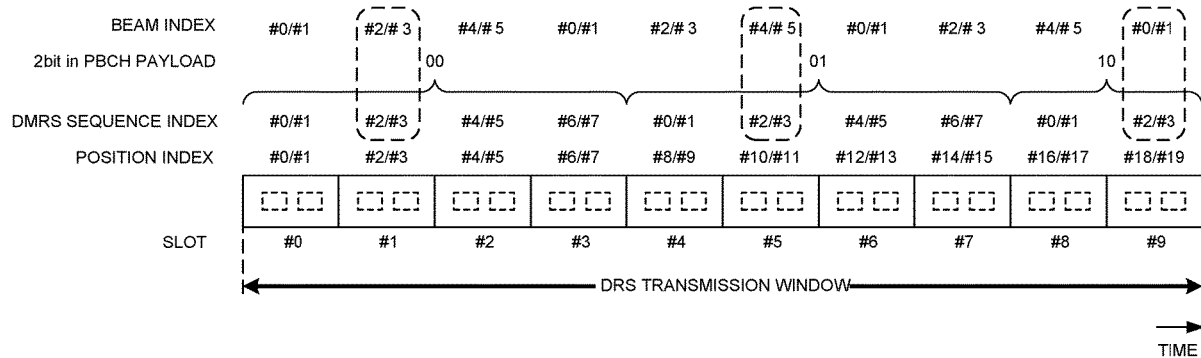 BEAM INDEX #0/#1 #2/# 3 #4/# 5 #0/#1 #2/# 3 #4/# 5 #0/#1 #2/# 3 #4/# 5 #0/#1
2bit in PBCH PAYLOAD 00 01 10
DMRS SEQUENCE INDEX #0/#1 #2/#3 #4/#5 #6/#7 #0/#1 #2/#3 #4/#5 #6/#7 #0/#1 #2/#3
POSITION INDEX #0/#1 #2/#3 #4/#5 #6/#7 #8/#9 #10/#11 #12/#13 #14/#15 #16/#17 #18/#19
SLOT #0 #1 #2 #3 #4 #5 #6 #7 #8 #9
DRS TRANSMISSION WINDOW
TIME